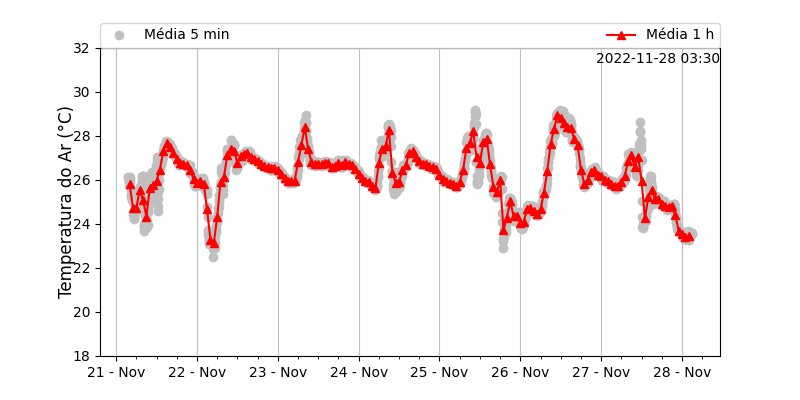 Média 5 min
Média 1 h
2022-11-28 03:30
Temperatura do Ar (°C)
32
30
28
26
24
22
20
18
21 - Nov
22 - Nov
23 - Nov
24 - Nov
25 - Nov
26 - Nov
27 - Nov
28 - Nov